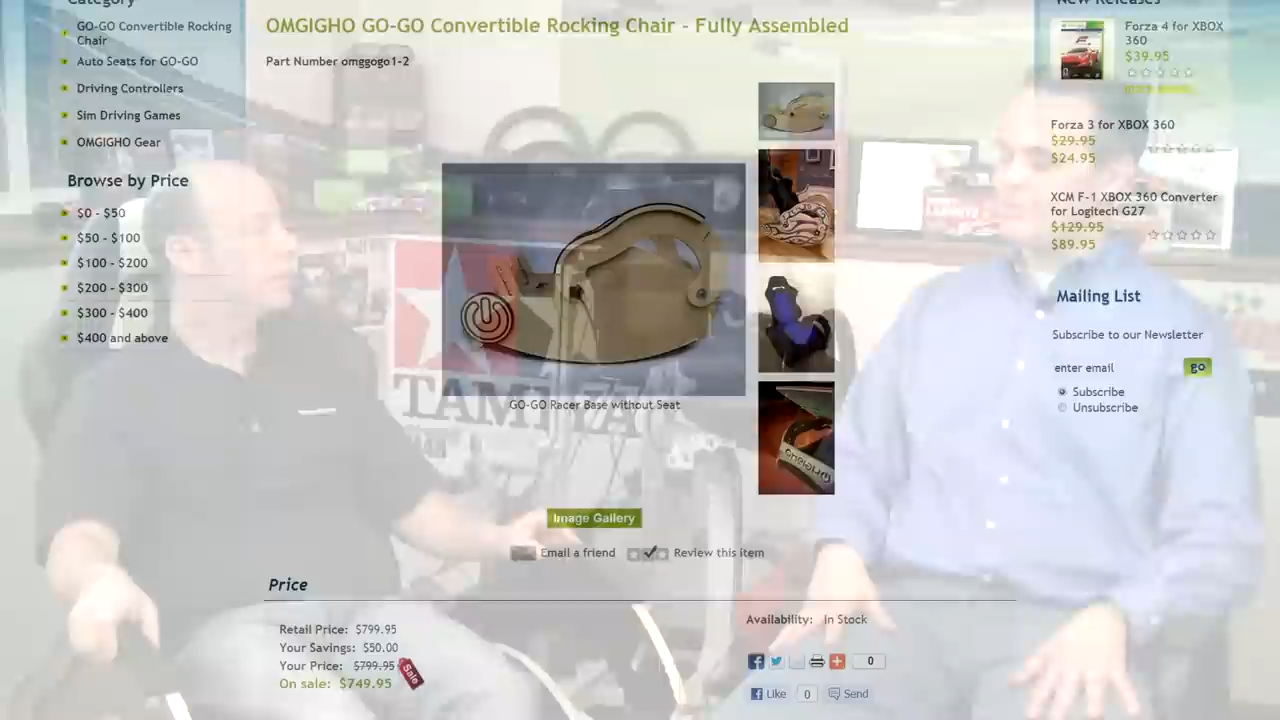 Category
GO-GO Convertible Rocking
Chair
Auto Seats for GO-GO
Driving Controllers
Sim Driving Games
OMGIGHO Gear
Browse by Price
$0 - $50
$50 - $100
$100 - $200
$200 - $300
$300 - $400
$400 and above
OMGIGHO GO-GO Convertible Rocking Chair - Fully Assembled
Part Number omggogo1-2
TAMIYA
GO-GO Racer Base without Seat
Image Gallery
Email a friend
Review this item
Price
Retail Price: $799.95
Your Savings: $50.00
Your Price: $799.95
Sale
On sale: $749.95
Availability: In Stock
0
Like
0
Send
New Releases
Forza 4 for XBOX
360
$39.95
Forza 3 for XBOX 360
$29.95
$24.95
XCM F-1 XBOX 360 Converter
for Logitech G27
$129.95
$89.95
Mailing List
Subscribe to our Newsletter
enter email
go
Subscribe
Unsubscribe